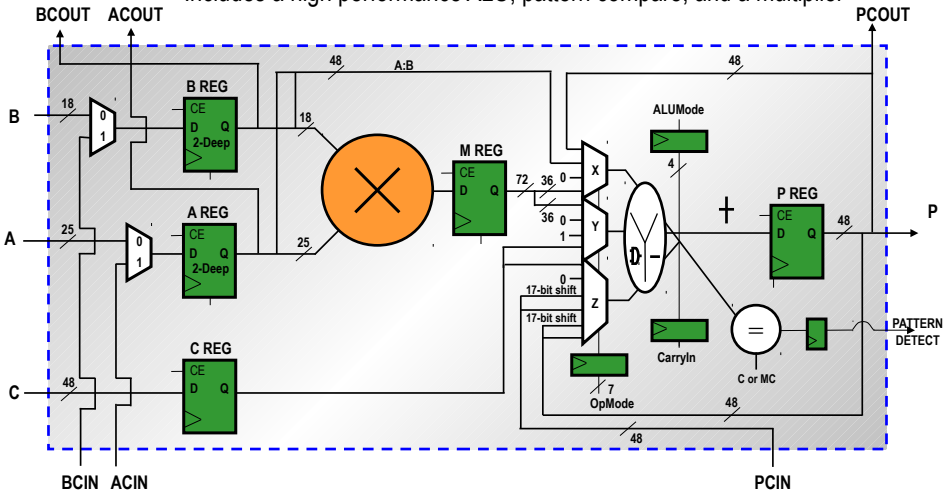 includes a high performance ALU, pattern compare, and a multiplier
BCOUT ACOUT PCOUT
48 A:B 48
B REG
B 18 0 1 CE D Q 2-Deep 18
ALUMode
4
M REG
CE D Q 72 36 36
X 0
Y 0 1
P REG
CE D Q 48 P
A REG
A 25 0 1 CE D Q 2-Deep 25
Z 0
17-bit shift
17-bit shift
=
PATTERN
DETECT
CarryIn
C or MC
C REG
C 48 CE D Q
7
OpMode
48
48
BCIN ACIN PCIN